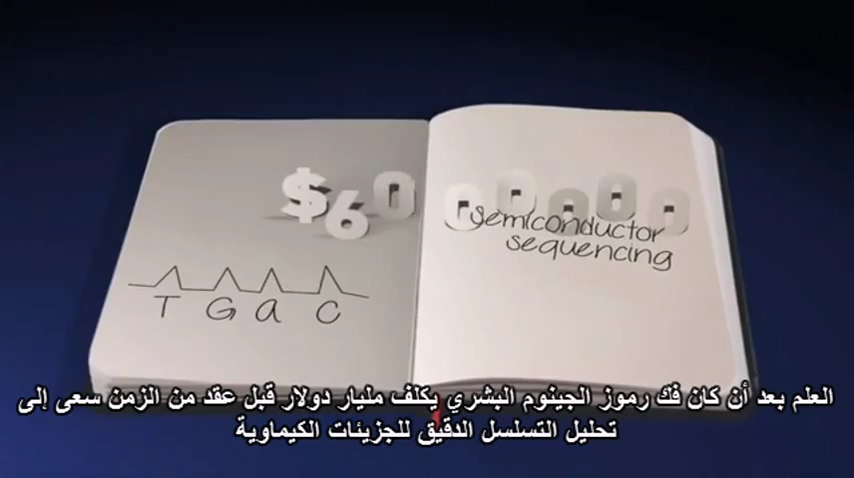 $60
semiconductor
sequencing
T G A C
العلم بعد أن كان فك رموز الجينوم البشري يكلف مليار دولار قبل عقد من الزمن سعى إلى
تحليل التسلسل الدقيق للجزيئات الكيماوية